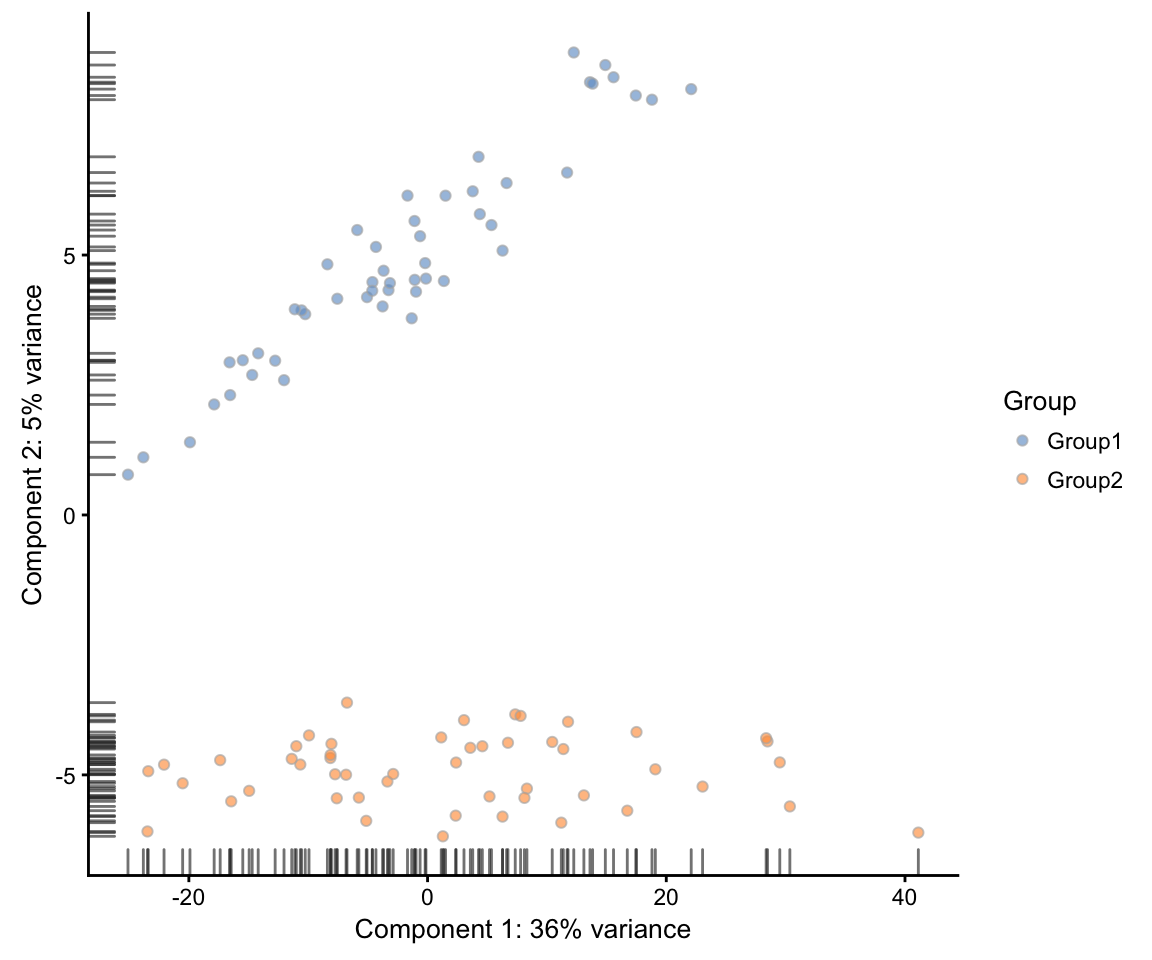 Component 2: 5% variance
5
0
-5
-20
0
20
40
Component 1: 36% variance
Group
Group1
Group2